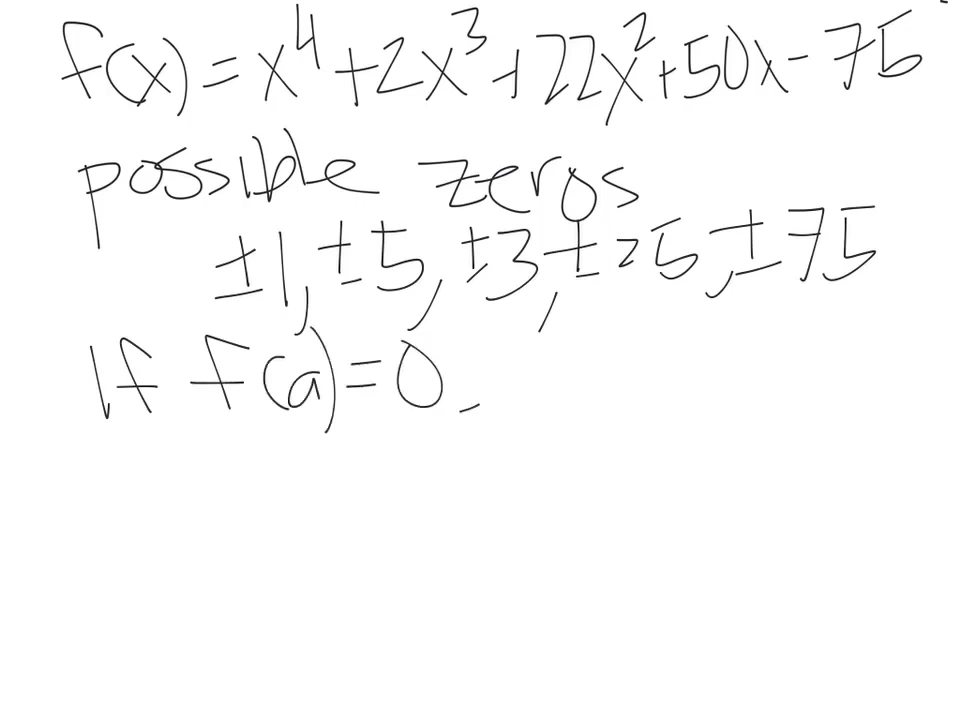 f(x) = x⁴ + 2x³ + 22x² + 50x - 75
possible zeros
±1, ±5, ±3, ±25, ±75
If f(a) = 0